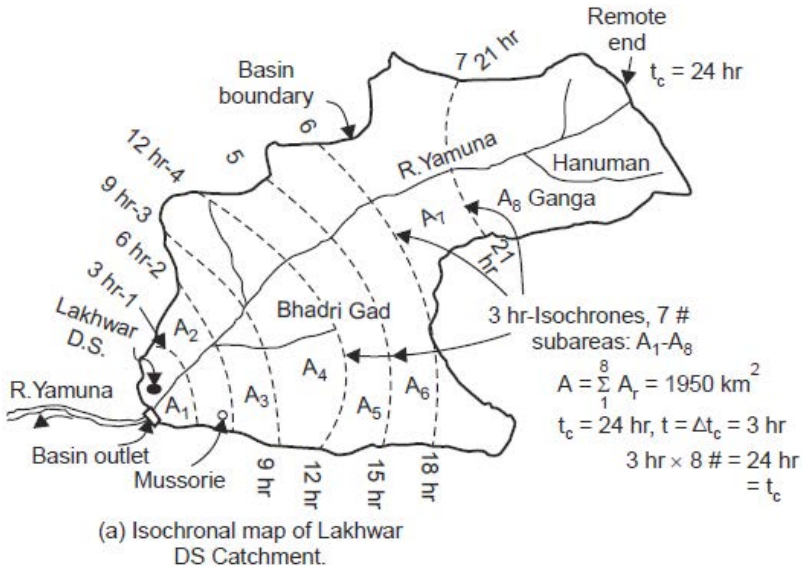 Remote
end
t_c = 24 hr
7 21 hr
Basin
boundary
6
5
12 hr-4
9 hr-3
6 hr-2
3 hr-1
Lakhwar
D.S.
R.Yamuna
Hanuman
A_8 Ganga
A_7
21
hr
A_2
Bhadri Gad
3 hr-Isochrones, 7 #
subareas: A_1-A_8
A_4
A_6
A_3
A_5
A_1
R.Yamuna
A = Σ_1^8 A_r = 1950 km^2
t_c = 24 hr, t = Δt_c = 3 hr
3 hr × 8 # = 24 hr
= t_c
Basin outlet
Mussorie
9 hr
12 hr
15 hr
18 hr
(a) Isochronal map of Lakhwar
DS Catchment.